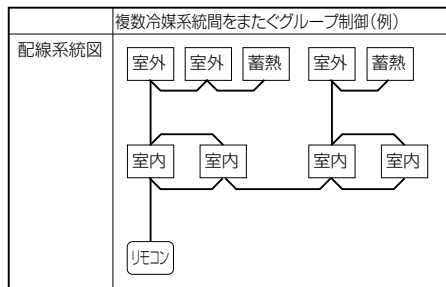 複数冷媒系統間をまたぐグループ制御（例）
配線系統図
室外 室外 蓄熱 室外 蓄熱
室内 室内 室内 室内
リモコン